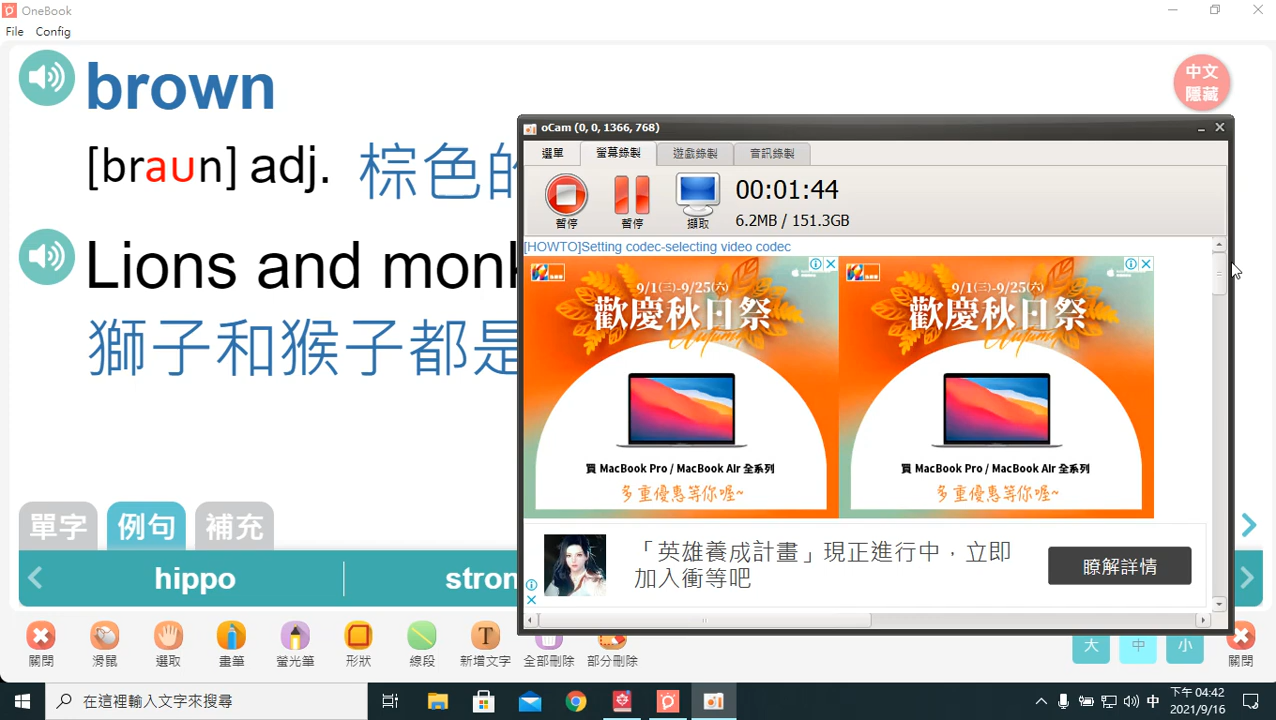 OneBook
File Config
brown
[braun] adj. 棕色的
Lions and monk
獅子和猴子都是
中文
隱藏
oCam (0, 0, 1366, 768)
選單 螢幕錄製 遊戲錄製 音訊錄製
00:01:44
6.2MB / 151.3GB
暫停 暫停 擷取
[HOWTO]Setting codec-selecting video codec
9/1(三)-9/25(六)
歡慶秋日祭
Autumn
買 MacBook Pro / MacBook Air 全系列
多重優惠等你喔~
9/1(三)-9/25(六)
歡慶秋日祭
Autumn
買 MacBook Pro / MacBook Air 全系列
多重優惠等你喔~
「英雄養成計畫」現正進行中，立即
加入衝等吧
瞭解詳情
單字 例句 補充
hippo stron
關閉 滑鼠 選取 畫筆 螢光筆 形狀 線段 新增文字 全部刪除 部分刪除 大 中 小 關閉
在這裡輸入文字來搜尋
中
下午 04:42
2021/9/16